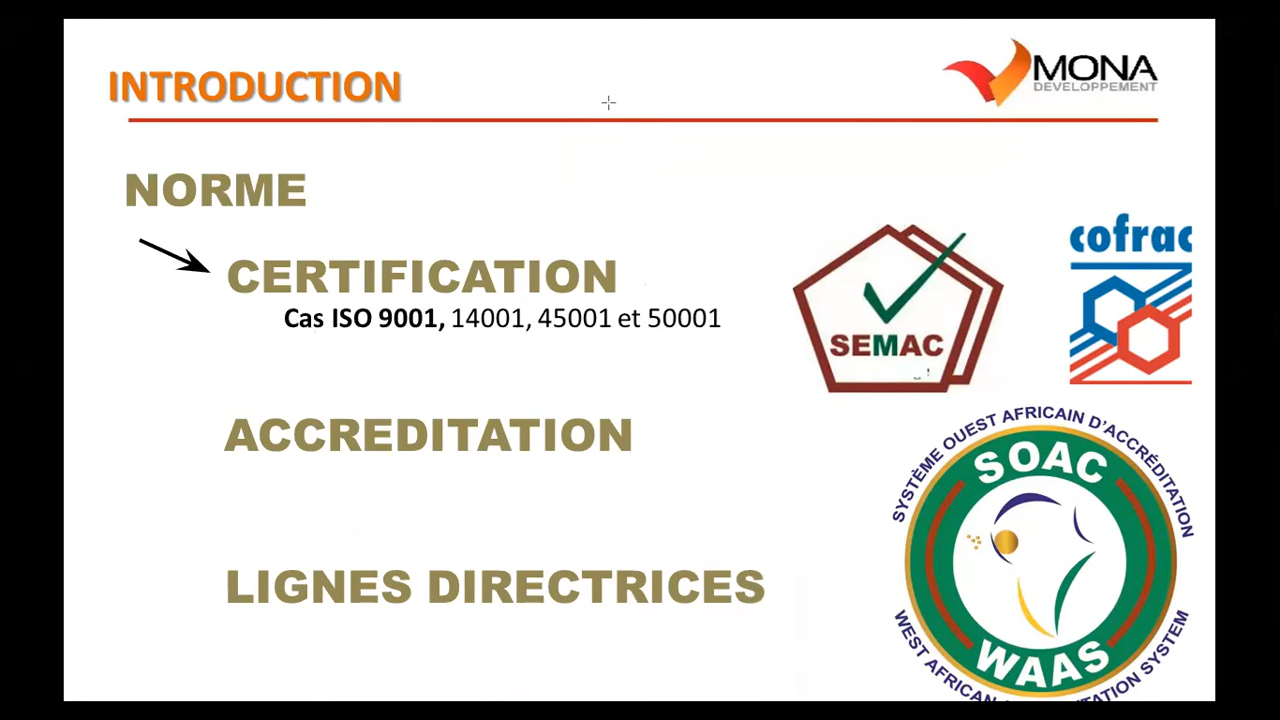 INTRODUCTION
MONA
DEVELOPPEMENT
NORME
CERTIFICATION
Cas ISO 9001, 14001, 45001 et 50001
SEMAC
cofrac
ACCREDITATION
LIGNES DIRECTRICES
SYSTÈME OUEST AFRICAIN D'ACCRÉDITATION
SOAC
WAAS
WEST AFRICAN SYSTEM